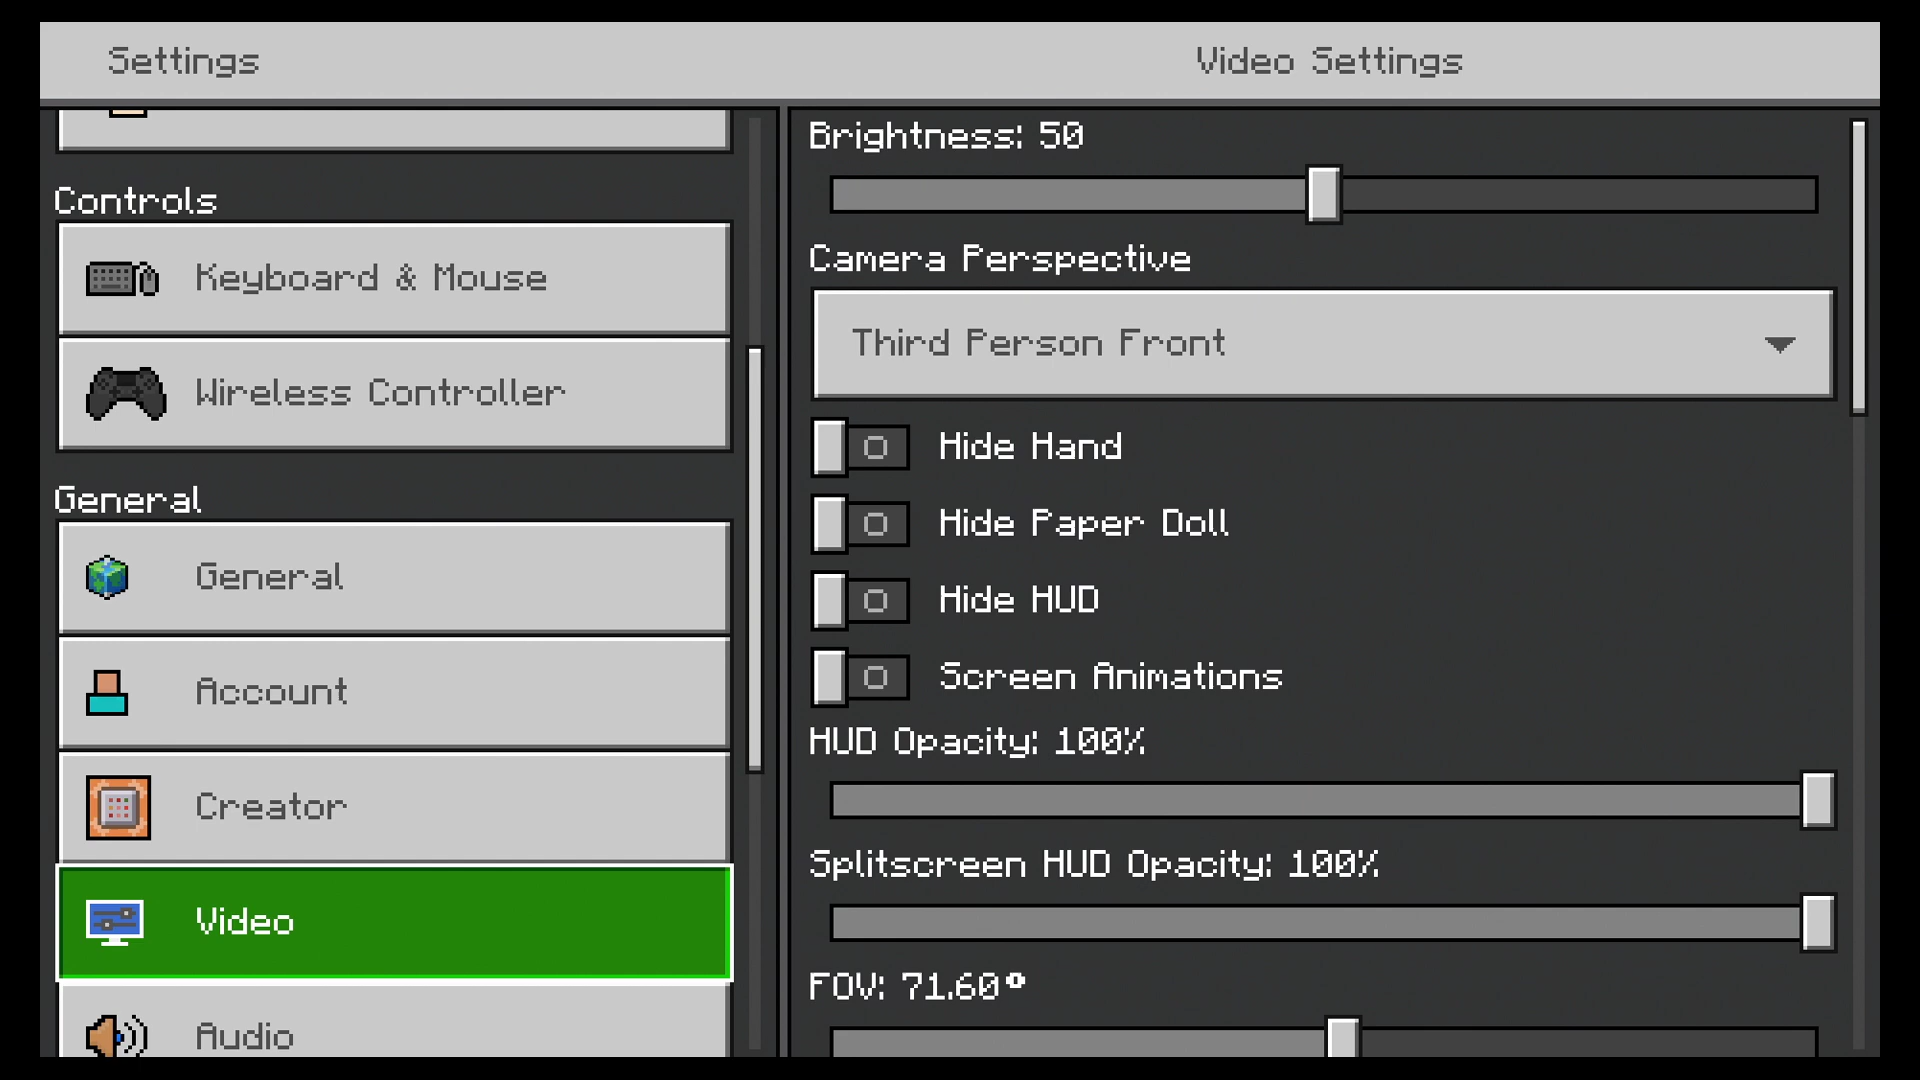 Settings
Video Settings
Controls
Keyboard & Mouse
Wireless Controller
General
General
Account
Creator
Video
Audio
Brightness: 50
Camera Perspective
Third Person Front
Hide Hand
Hide Paper Doll
Hide HUD
Screen Animations
HUD Opacity: 100%
Splitscreen HUD Opacity: 100%
FOV: 71.60°